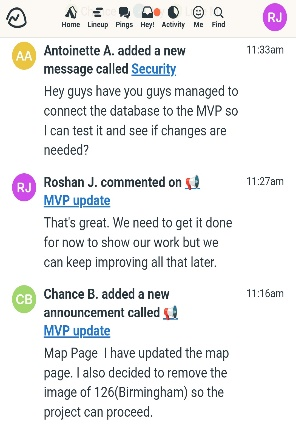 Home Lineup Pings Hey! Activity Me Find
RJ
AA
Antoinette A. added a new 11:33am
message called Security
Hey guys have you guys managed to
connect the database to the MVP so
I can test it and see if changes are
needed?
RJ
Roshan J. commented on 11:27am
MVP update
That's great. We need to get it done
for now to show our work but we
can keep improving all that later.
CB
Chance B. added a new 11:16am
announcement called
MVP update
Map Page I have updated the map
page. I also decided to remove the
image of 126(Birmingham) so the
project can proceed.